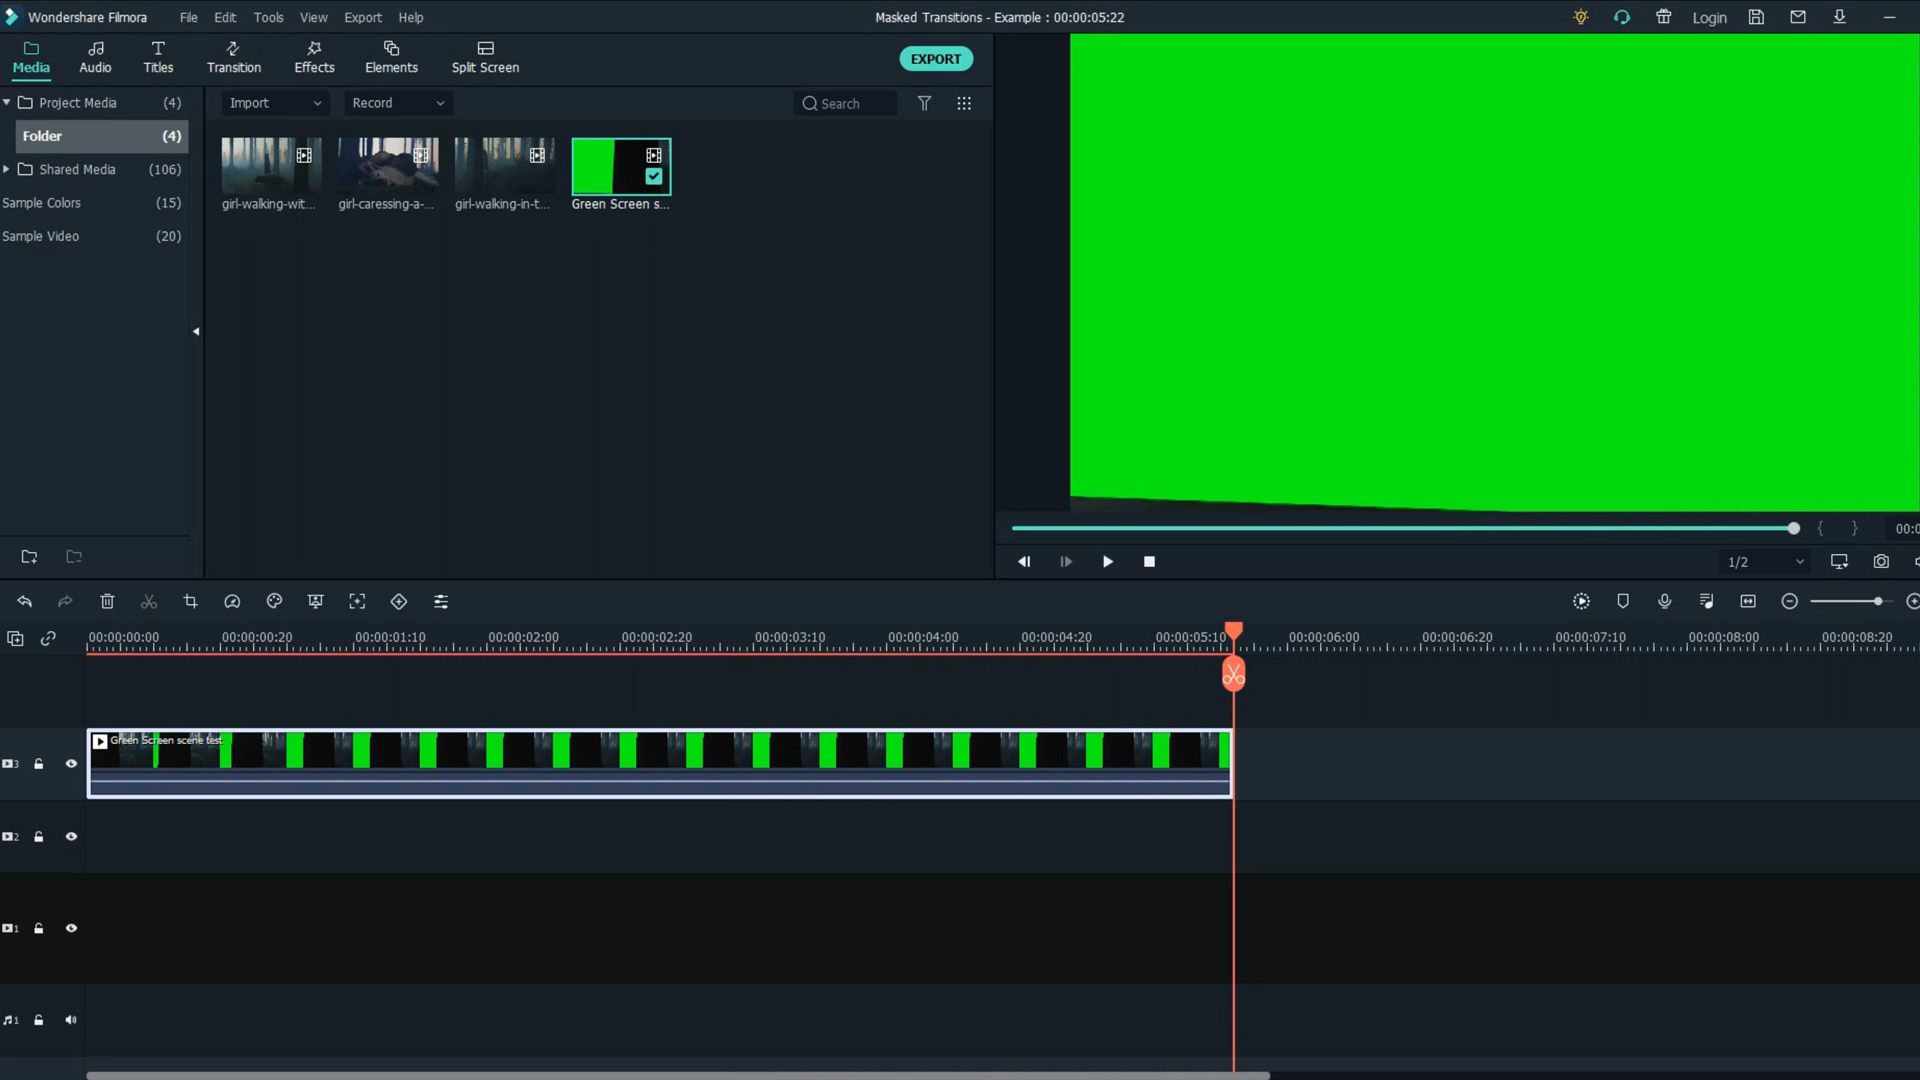 Wondershare Filmora File Edit Tools View Export Help Masked Transitions - Example : 00:00:05:22 Login
Media Audio Titles Transition Effects Elements Split Screen EXPORT
Project Media (4) Import Record Search
Folder (4)
Shared Media (106)
Sample Colors (15)
Sample Video (20)
girl-walking-wit... girl-caressing-a-... girl-walking-in-t... Green Screen s...
{ } 00:0
1/2
00:00:00:00 00:00:00:20 00:00:01:10 00:00:02:00 00:00:02:20 00:00:03:10 00:00:04:00 00:00:04:20 00:00:05:10 00:00:06:00 00:00:06:20 00:00:07:10 00:00:08:00 00:00:08:20
Green Screen scene test
3
2
1
1